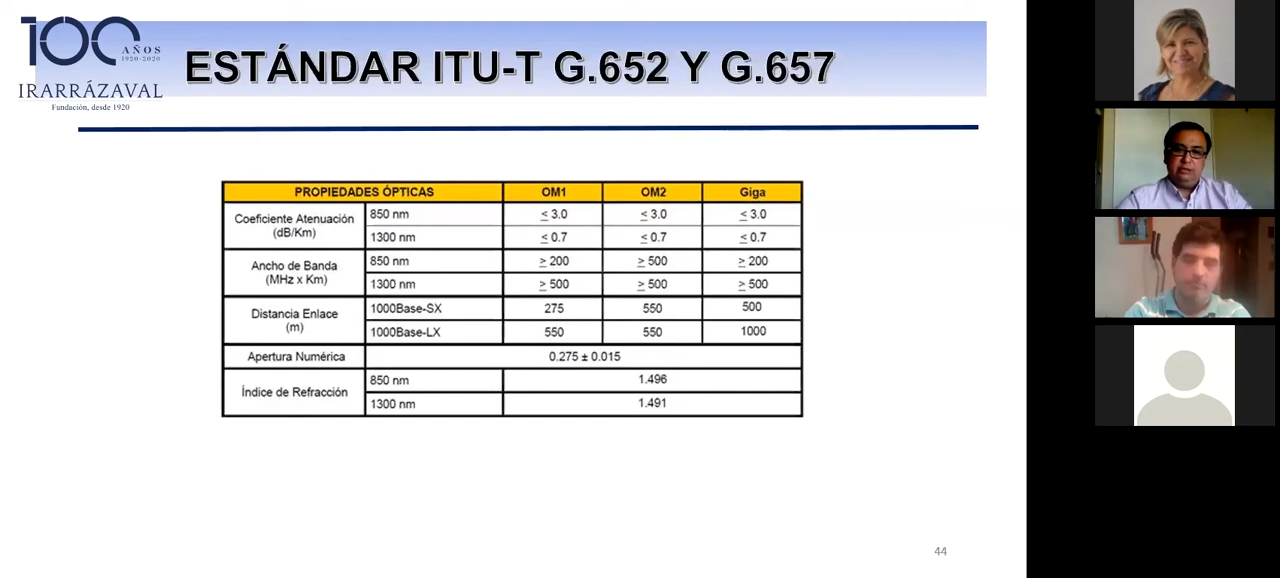 100
AÑOS
1920-2020
IRARRÁZAVAL
Fundación, desde 1920
ESTÁNDAR ITU-T G.652 Y G.657
PROPIEDADES ÓPTICAS OM1 OM2 Giga
Coeficiente Atenuación (dB/Km) 850 nm ≤ 3.0 ≤ 3.0 ≤ 3.0
1300 nm ≤ 0.7 ≤ 0.7 ≤ 0.7
Ancho de Banda (MHz x Km) 850 nm ≥ 200 ≥ 500 ≥ 200
1300 nm ≥ 500 ≥ 500 ≥ 500
Distancia Enlace (m) 1000Base-SX 275 550 500
1000Base-LX 550 550 1000
Apertura Numérica 0.275 ± 0.015
Índice de Refracción 850 nm 1.496
1300 nm 1.491
44